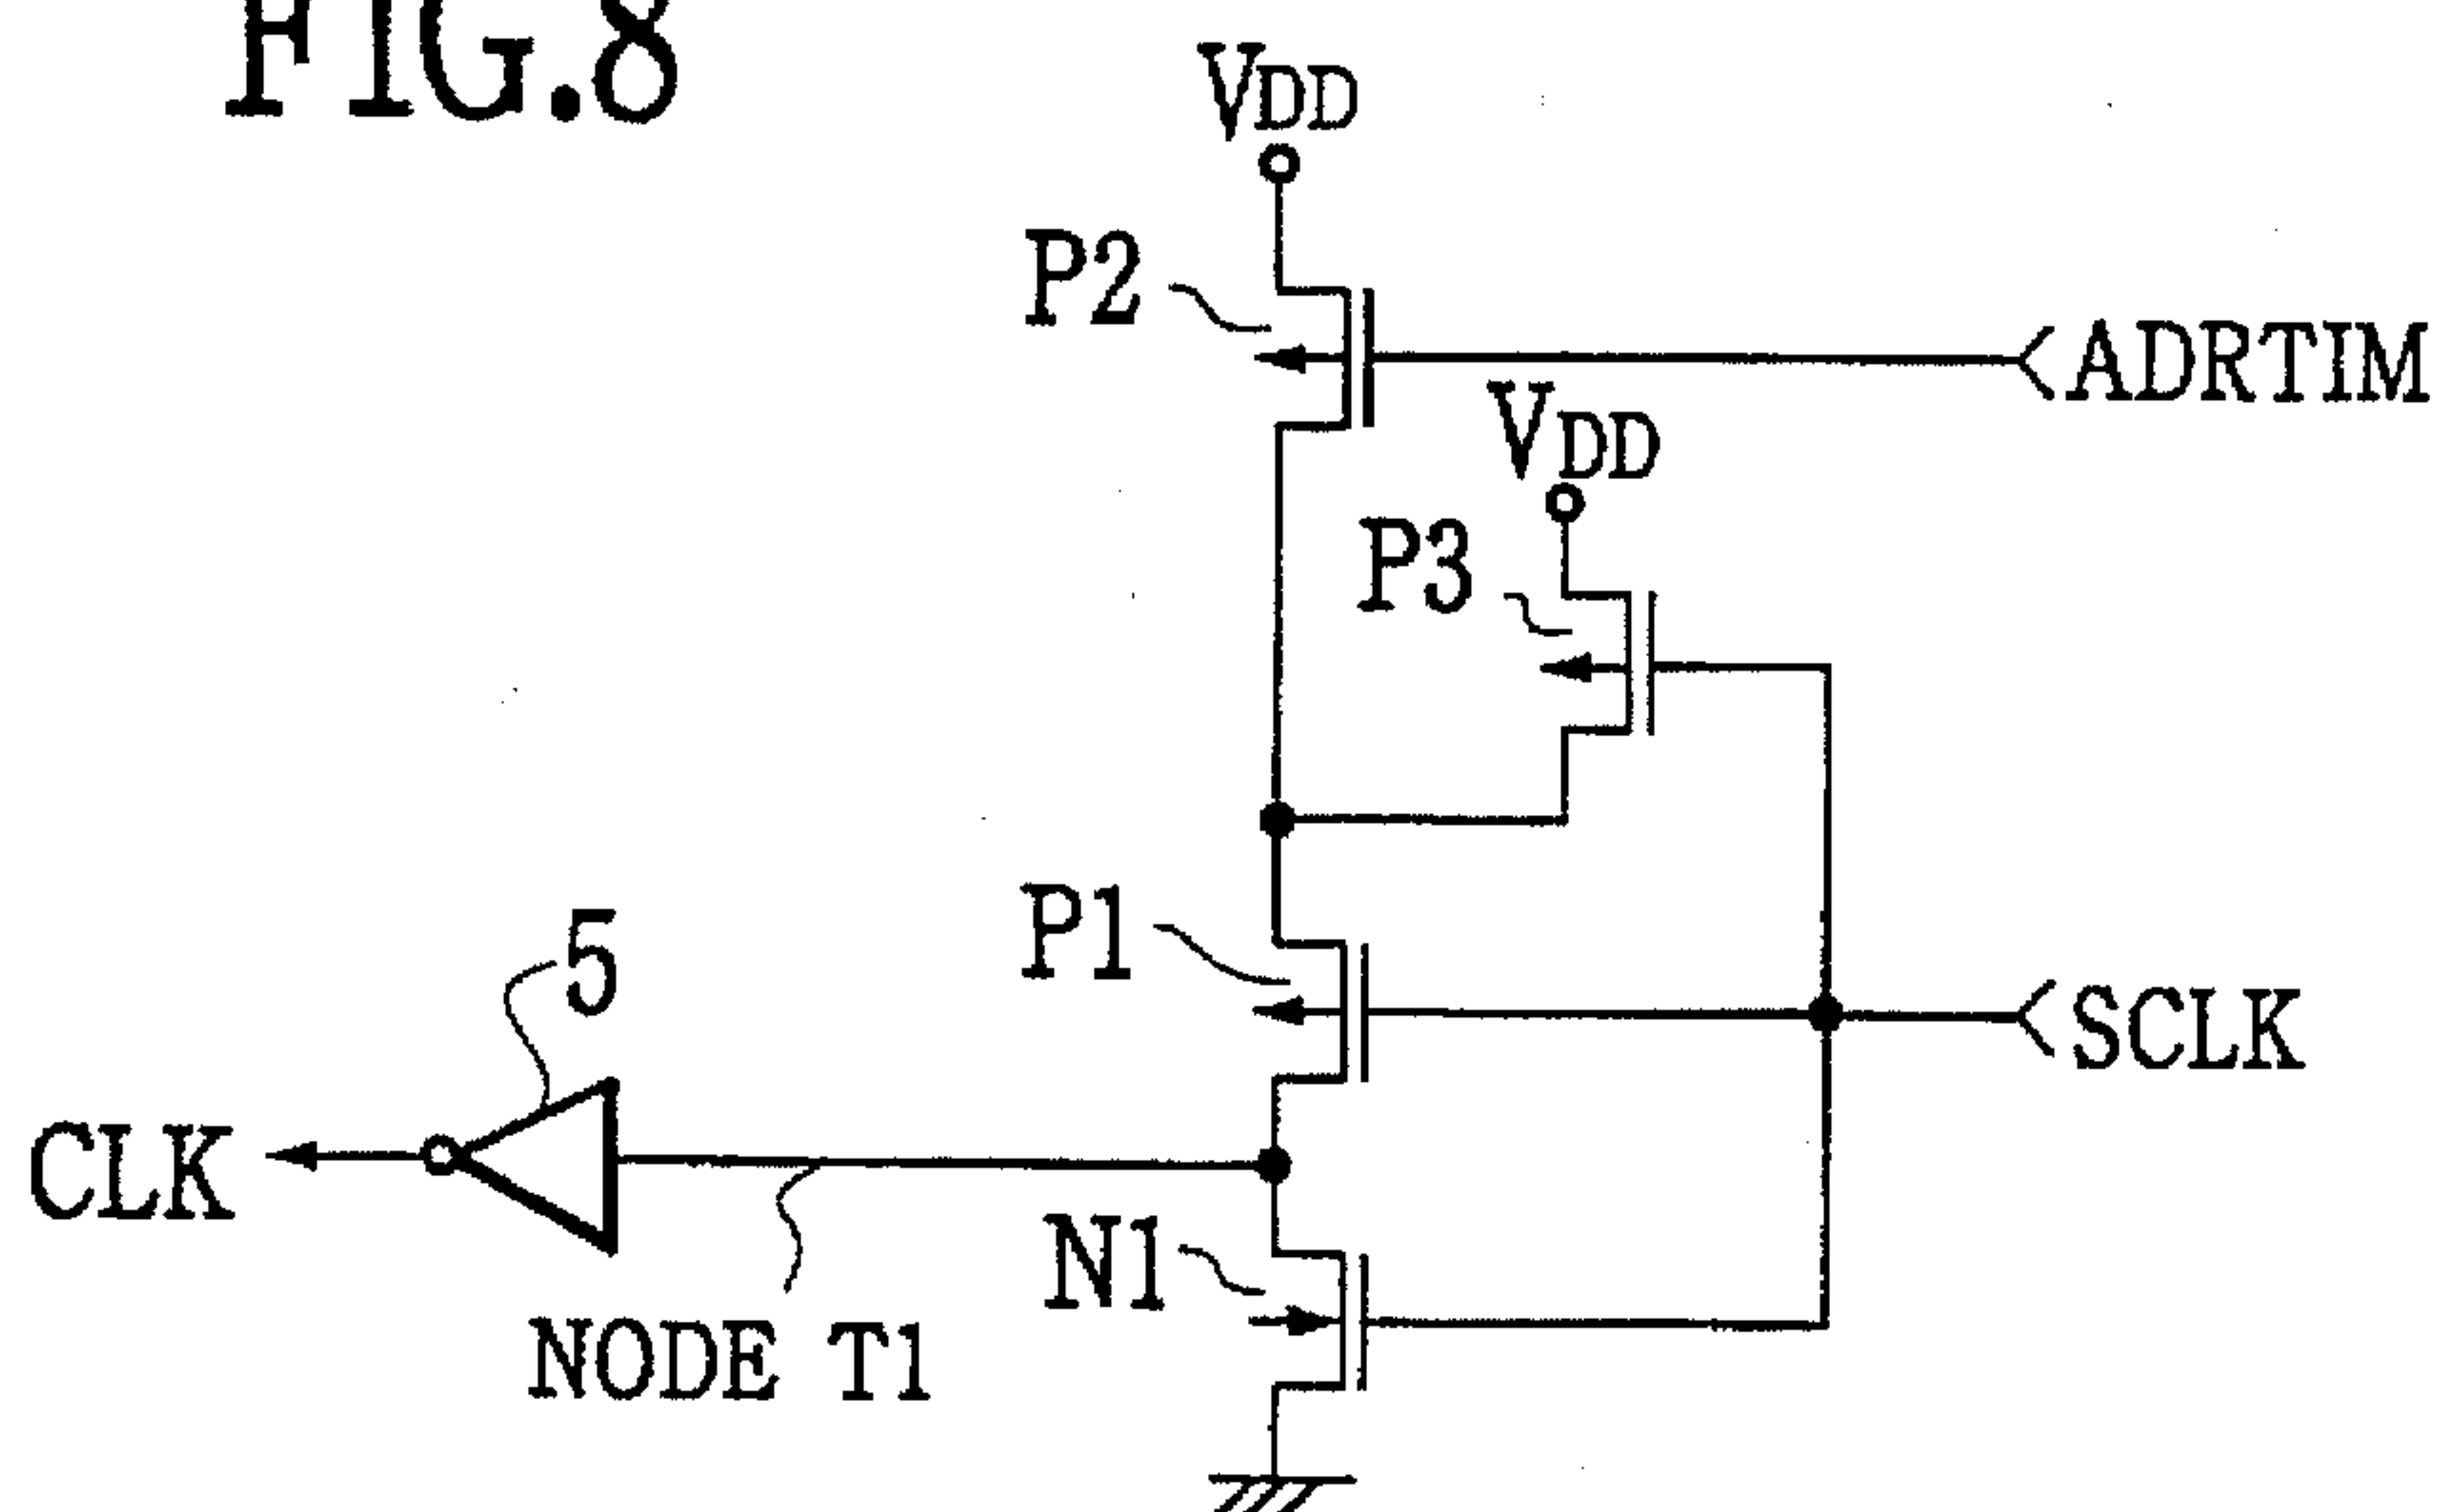 FIG.8
VDD
P2
ADRTIM
VDD
P3
P1
5
SCLK
CLK
N1
NODE T1